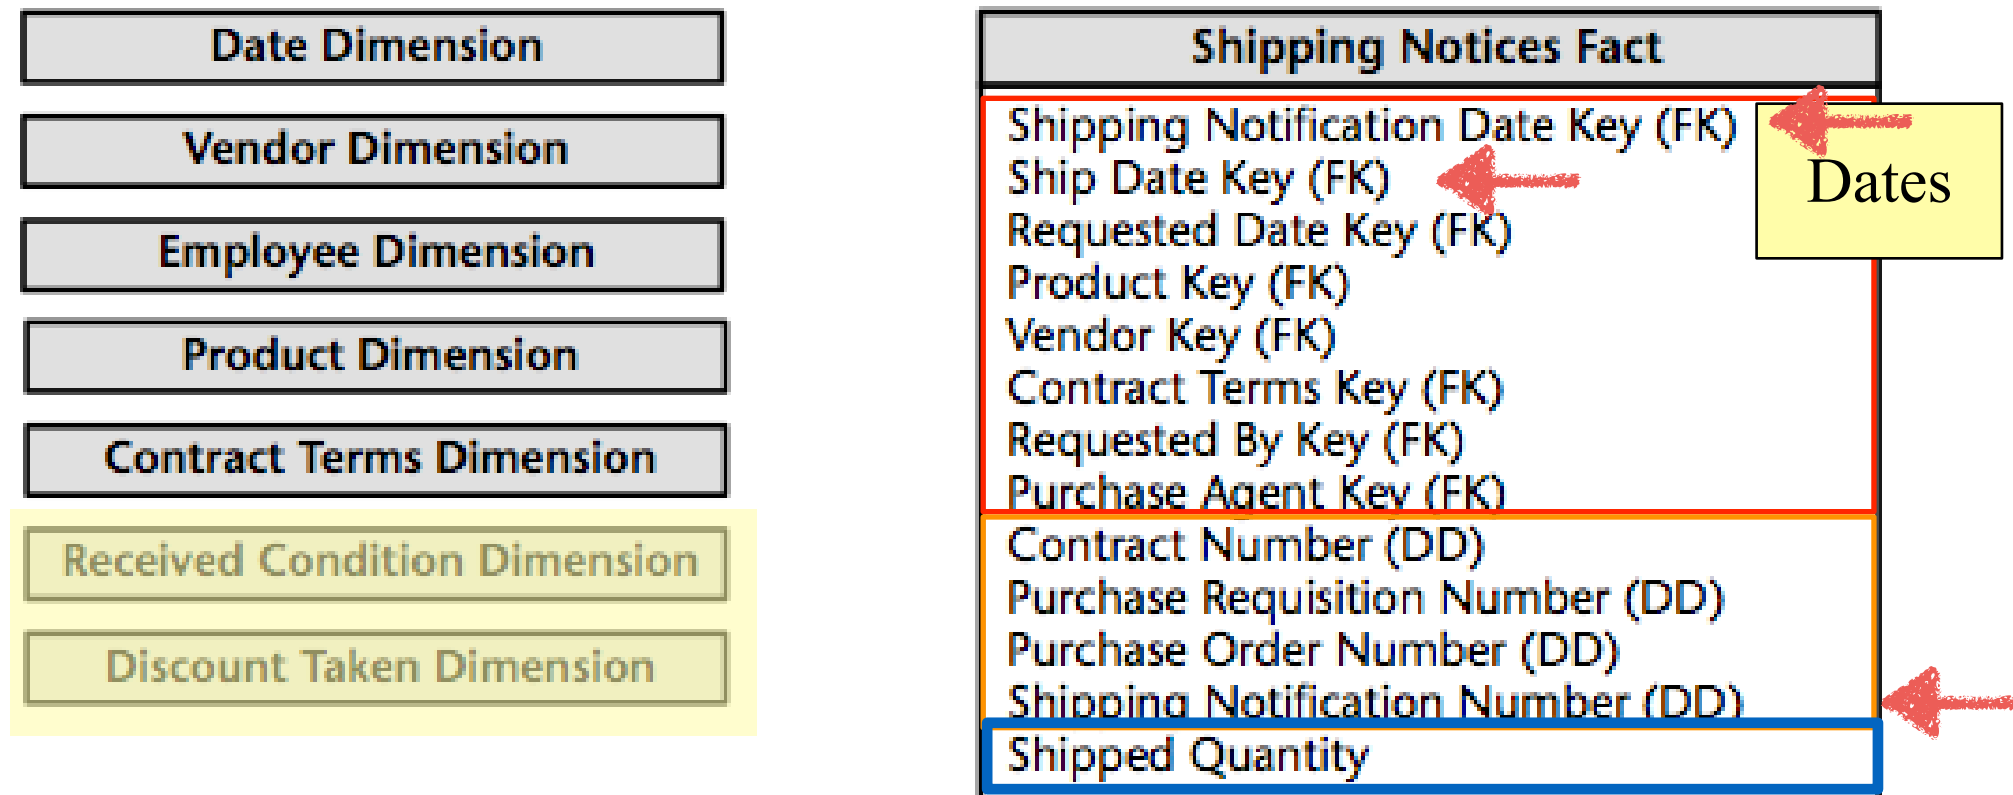 Date Dimension
Vendor Dimension
Employee Dimension
Product Dimension
Contract Terms Dimension
Received Condition Dimension
Discount Taken Dimension
Shipping Notices Fact
Shipping Notification Date Key (FK)
Ship Date Key (FK)
Requested Date Key (FK)
Product Key (FK)
Vendor Key (FK)
Contract Terms Key (FK)
Requested By Key (FK)
Purchase Agent Key (FK)
Contract Number (DD)
Purchase Requisition Number (DD)
Purchase Order Number (DD)
Shipping Notification Number (DD)
Shipped Quantity
Dates